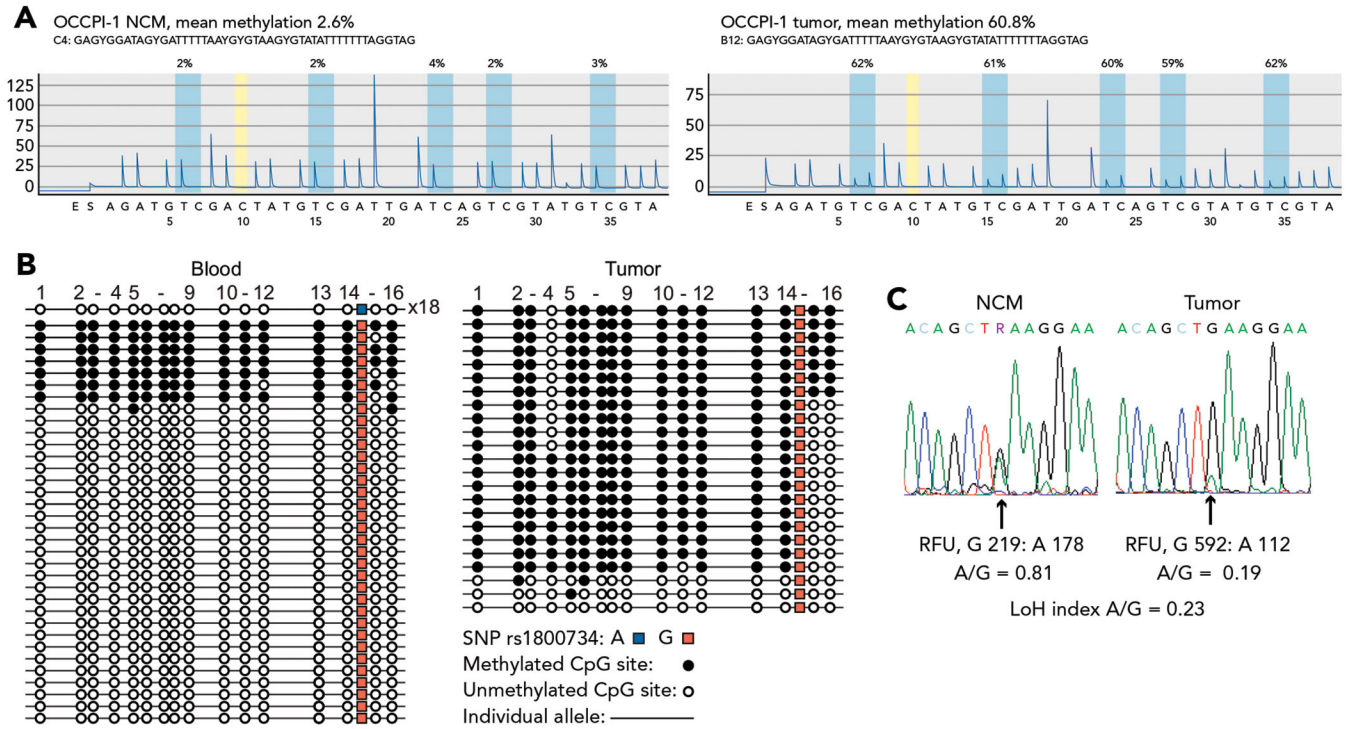 A
OCCPI-1 NCM, mean methylation 2.6%
C4: GAGYGGATAGYGATTTTTAAYGYGTAAGYGTATATTTTTTTAGGTAG
2% 2% 4% 2% 3%
125
100
75
50
25
0
E S A G A T G T C G A C T A T G T C G A T T G A T C A G T C G T A T G T C G T A
5 10 15 20 25 30 35
OCCPI-1 tumor, mean methylation 60.8%
B12: GAGYGGATAGYGATTTTTAAYGYGTAAGYGTATATTTTTTTAGGTAG
62% 61% 60% 59% 62%
75
50
25
0
E S A G A T G T C G A C T A T G T C G A T T G A T C A G T C G T A T G T C G T A
5 10 15 20 25 30 35
B
Blood
1 2 - 4 5 - 9 10 - 12 13 14 - 16
x18
Tumor
1 2 - 4 5 - 9 10 - 12 13 14 - 16
SNP rs1800734: A G
Methylated CpG site:
Unmethylated CpG site:
Individual allele:
C
NCM
A C A G C T R A A G G A A
RFU, G 219: A 178
A/G = 0.81
Tumor
A C A G C T G A A G G A A
RFU, G 592: A 112
A/G = 0.19
LoH index A/G = 0.23